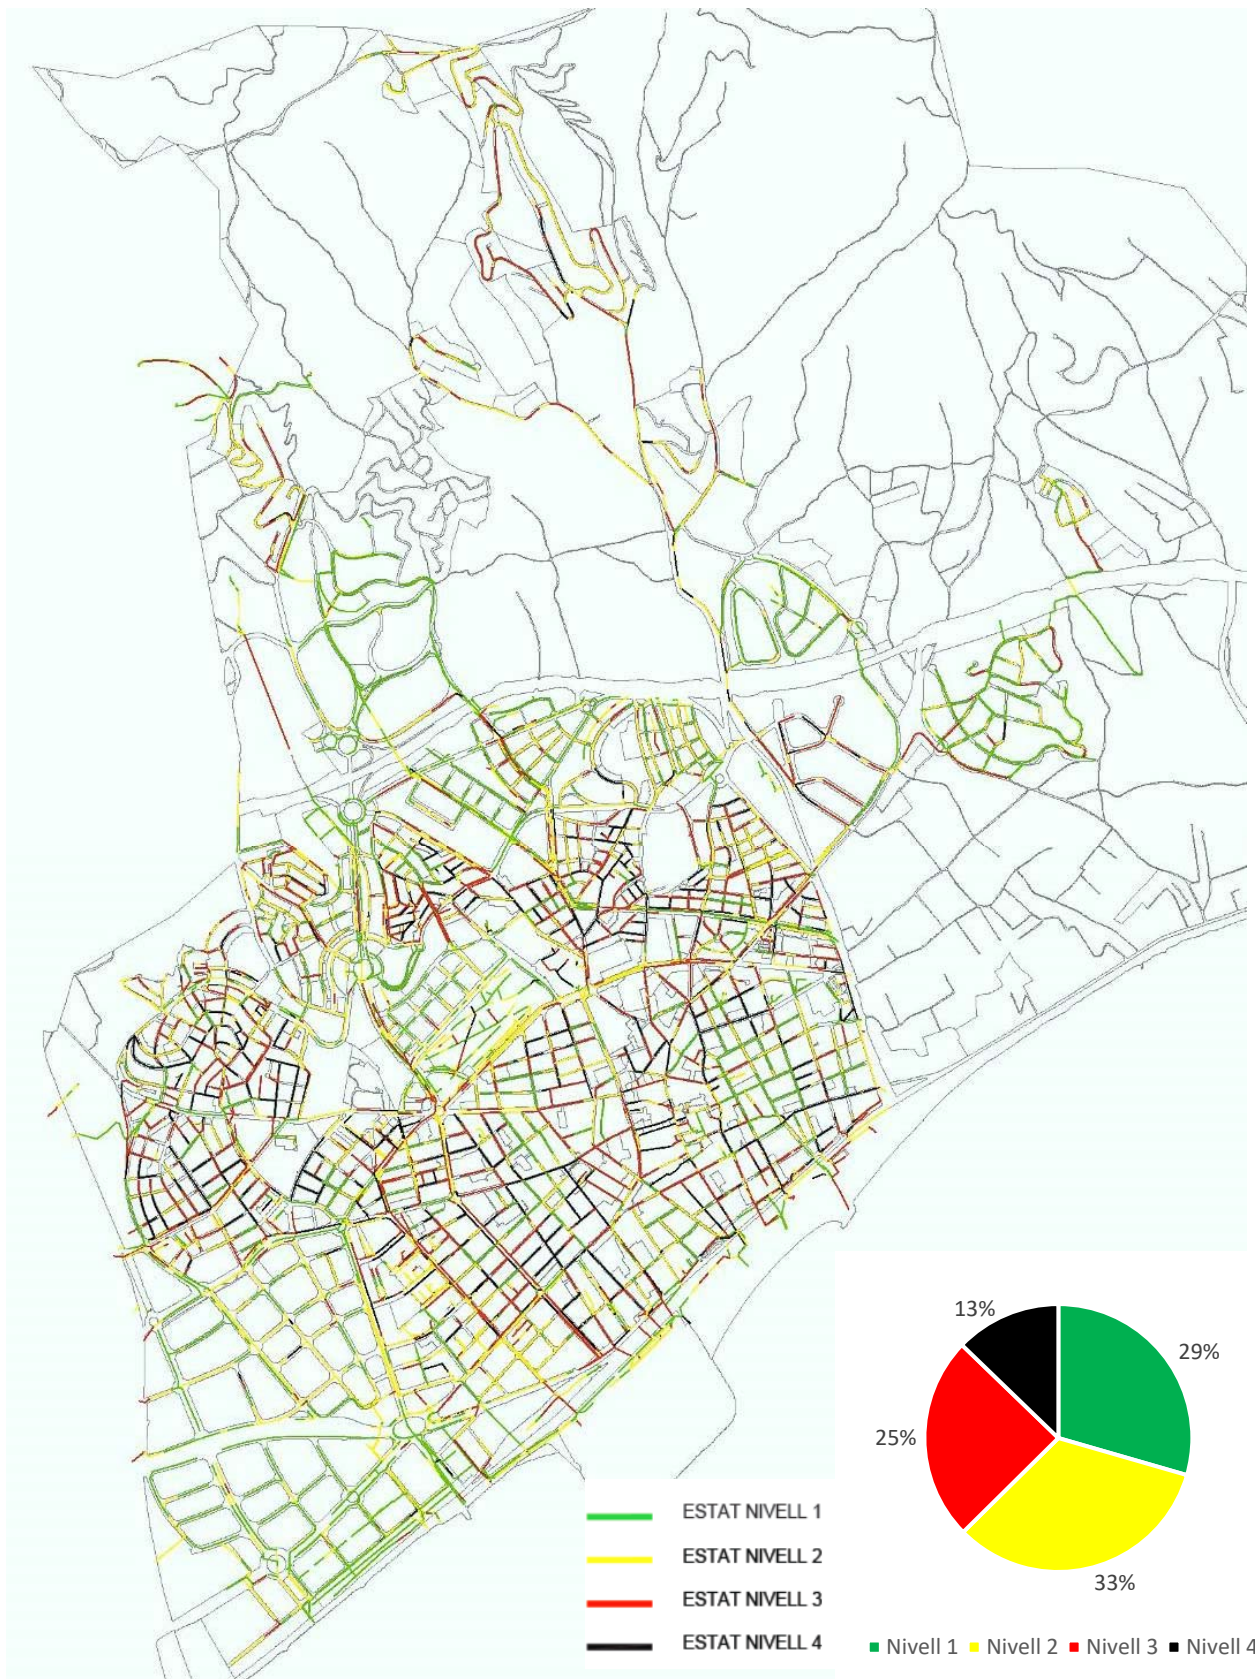 13%
29%
25%
33%
ESTAT NIVELL 1
ESTAT NIVELL 2
ESTAT NIVELL 3
ESTAT NIVELL 4
Nivell 1 Nivell 2 Nivell 3 Nivell 4